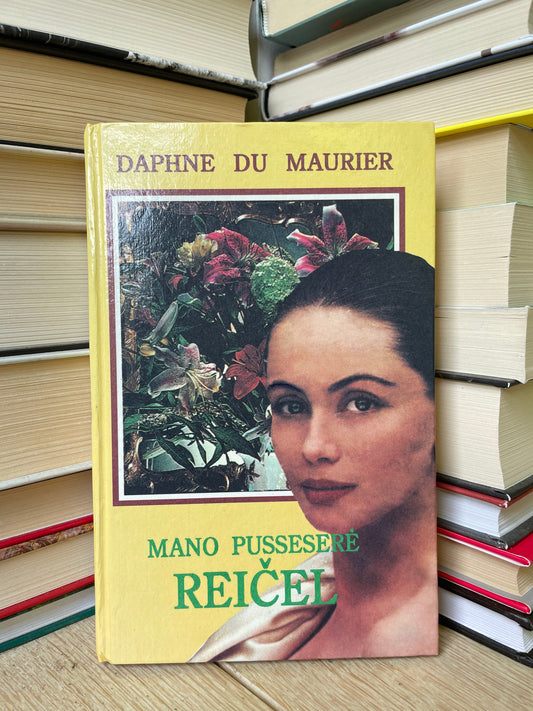 DAPHNE DU MAURIER
MANO PUSSESERĖ
REIČEL